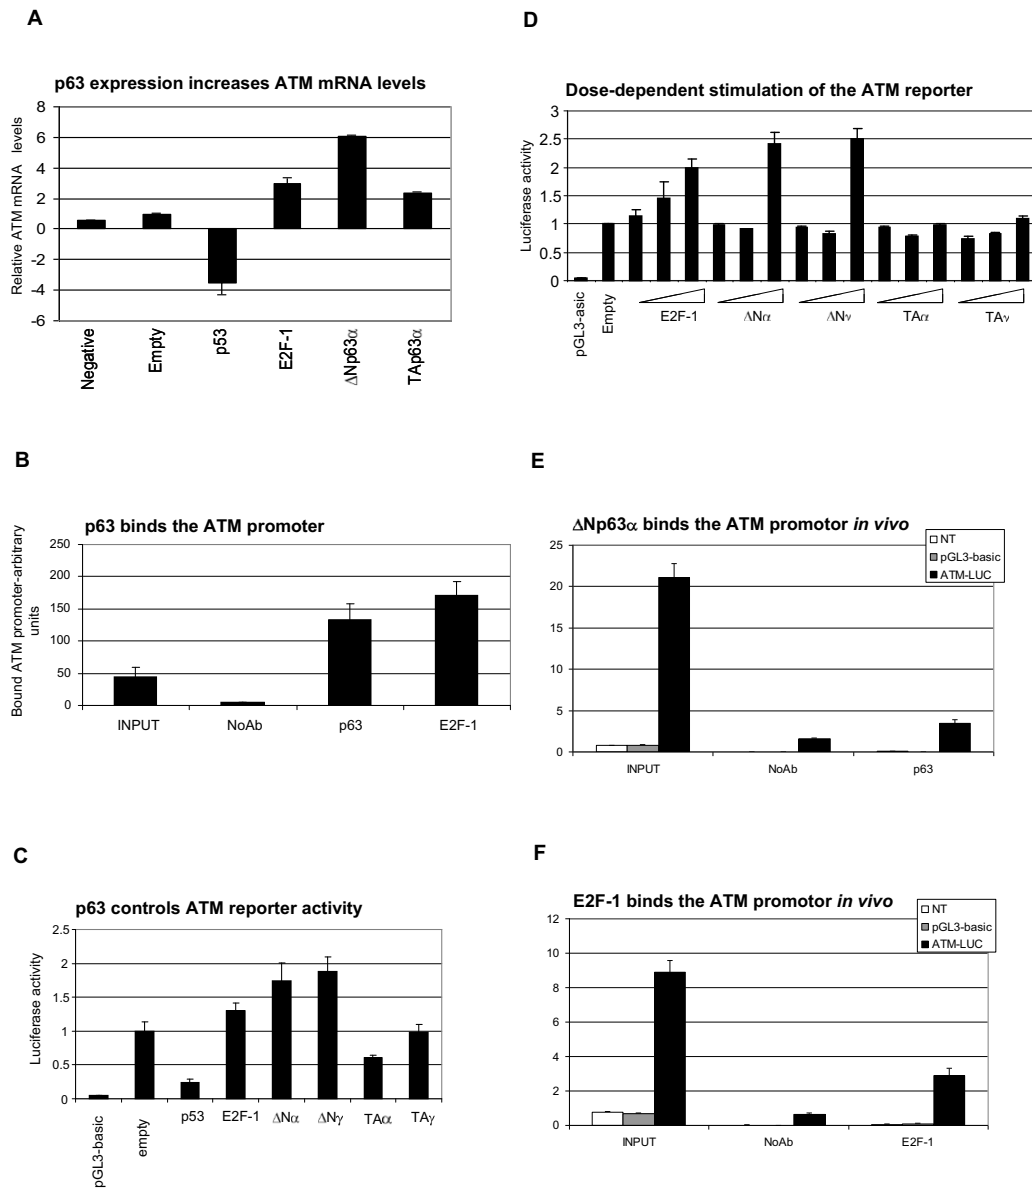 A
p63 expression increases ATM mRNA levels
Relative ATM mRNA levels
8
6
4
2
0
-2
-4
-6
Negative
Empty
p53
E2F-1
ΔNp63α
TAp63α
B
p63 binds the ATM promoter
Bound ATM promoter-arbitrary
units
250
200
150
100
50
0
INPUT
NoAb
p63
E2F-1
C
p63 controls ATM reporter activity
Luciferase activity
2.5
2
1.5
1
0.5
0
pGL3-basic
empty
p53
E2F-1
ΔNα
ΔNγ
TAα
TAγ
D
Dose-dependent stimulation of the ATM reporter
Luciferase activity
3
2.5
2
1.5
1
0.5
0
pGL3-asic
Empty
E2F-1
ΔNα
ΔNγ
TAα
TAγ
E
ΔNp63α binds the ATM promotor in vivo
NT
pGL3-basic
ATM-LUC
25
20
15
10
5
0
INPUT
NoAb
p63
F
E2F-1 binds the ATM promotor in vivo
NT
pGL3-basic
ATM-LUC
12
10
8
6
4
2
0
INPUT
NoAb
E2F-1